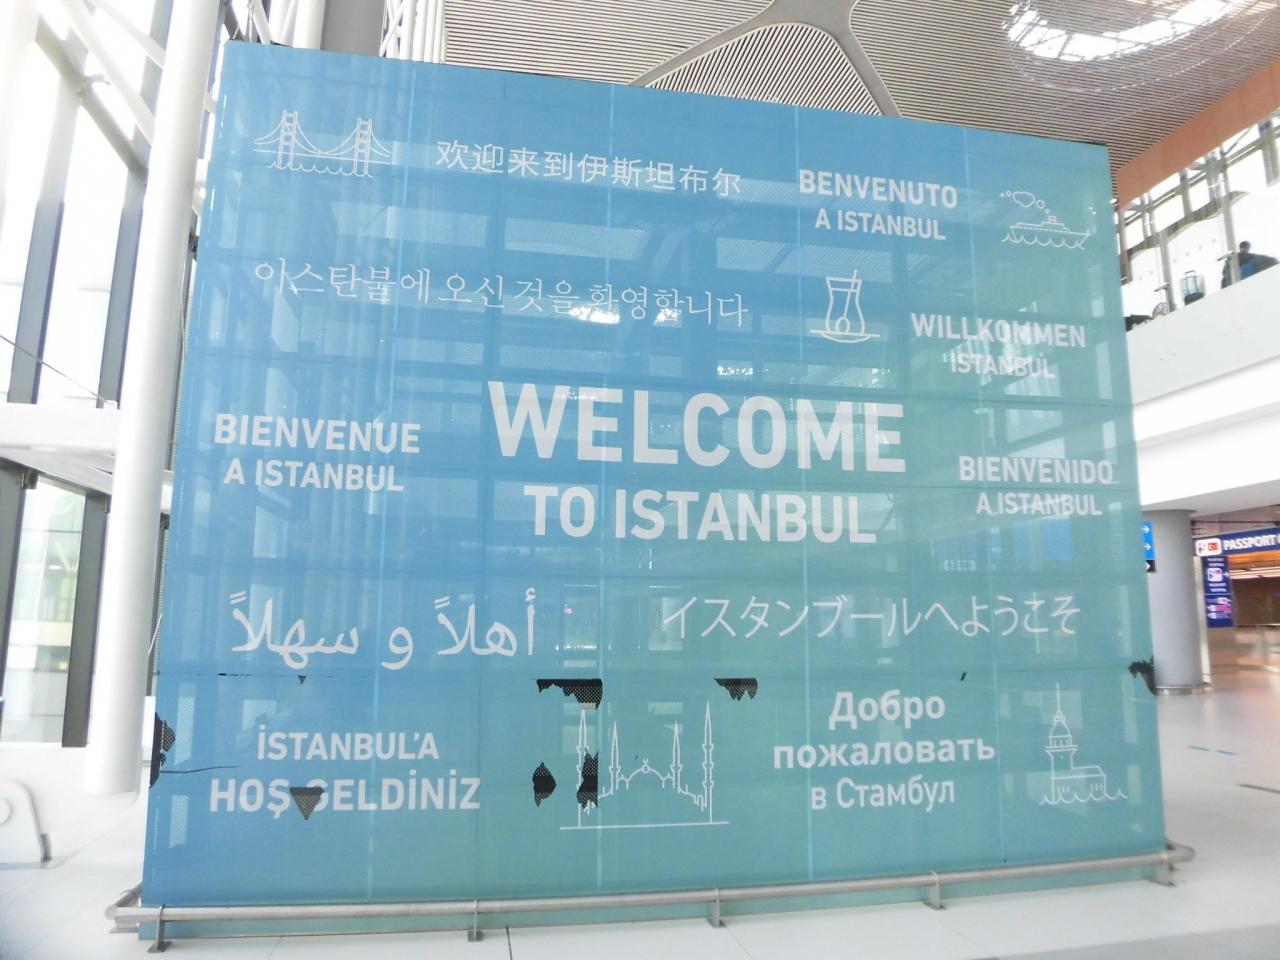 欢迎来到伊斯坦布尔
BENVENUTO
A ISTANBUL
이스탄불에 오신 것을 환영합니다
WILLKOMMEN
ISTANBUL
WELCOME
TO ISTANBUL
BIENVENUE
A ISTANBUL
BIENVENIDO
A ISTANBUL
أهلاً و سهلاً
イスタンブールへようこそ
İSTANBUL'A
HOŞ GELDİNİZ
Добро
пожаловать
в Стамбул
PASSPORT